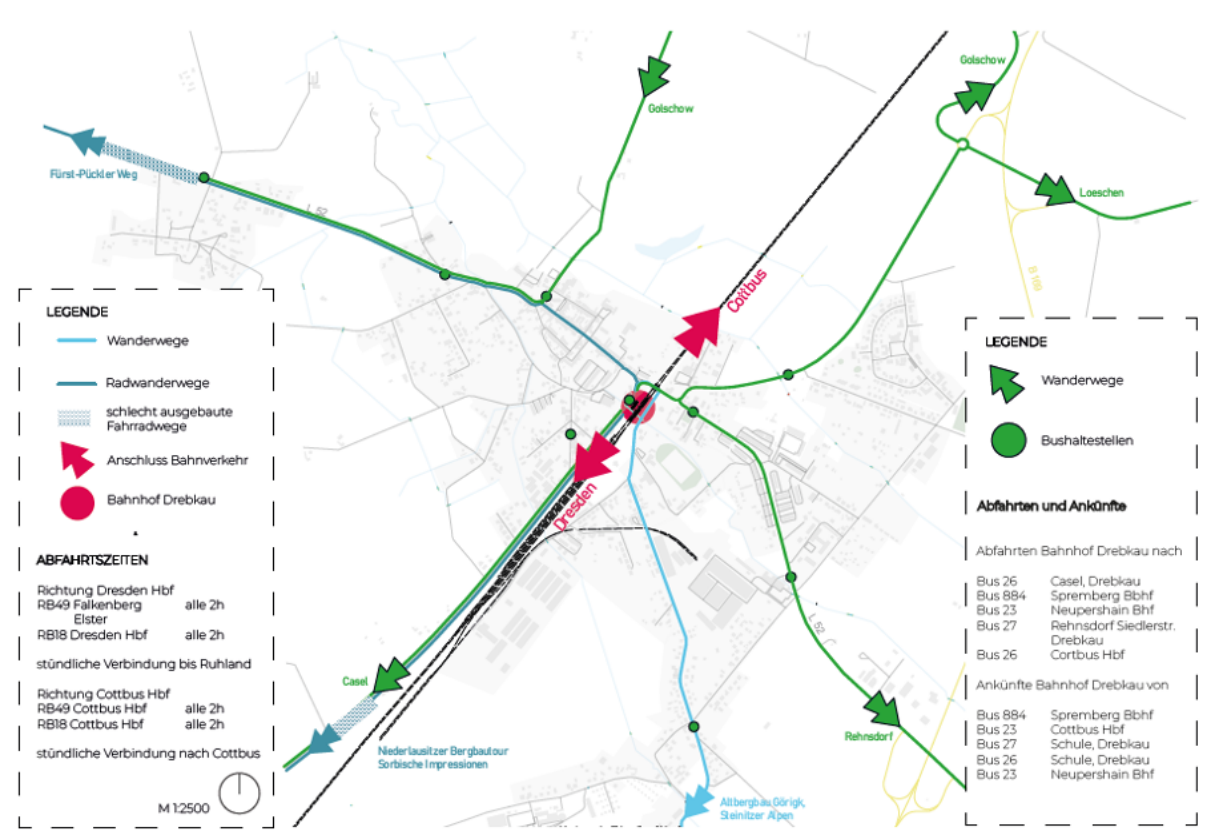 Golschow
Golschow
Fürst-Pückler Weg
Loeschen
L 52
B 169
Cottbus
LEGENDE
Wanderwege
Radwanderwege
schlecht ausgebaute
Fahrradwege
Anschluss Bahnverkehr
Bahnhof Drebkau
ABFAHRTSZEITEN
Richtung Dresden Hbf
RB49 Falkenberg alle 2h
Elster
RB18 Dresden Hbf alle 2h
stündliche Verbindung bis Ruhland
Richtung Cottbus Hbf
RB49 Cottbus Hbf alle 2h
RB18 Cottbus Hbf alle 2h
stündliche Verbindung nach Cottbus
M 1:2500
Dresden
L 52
Casel
Niederlausitzer Bergbautour
Sorbische Impressionen
Rehnsdorf
Altbergbau Görigk,
Steinitzer Alpen
LEGENDE
Wanderwege
Bushaltestellen
Abfahrten und Ankünfte
Abfahrten Bahnhof Drebkau nach
Bus 26 Casel, Drebkau
Bus 884 Spremberg Bbhf
Bus 23 Neupershain Bhf
Bus 27 Rehnsdorf Siedlerstr.
Drebkau
Bus 26 Cortbus Hbf
Ankünfte Bahnhof Drebkau von
Bus 884 Spremberg Bbhf
Bus 23 Cottbus Hbf
Bus 27 Schule, Drebkau
Bus 26 Schule, Drebkau
Bus 23 Neupershain Bhf